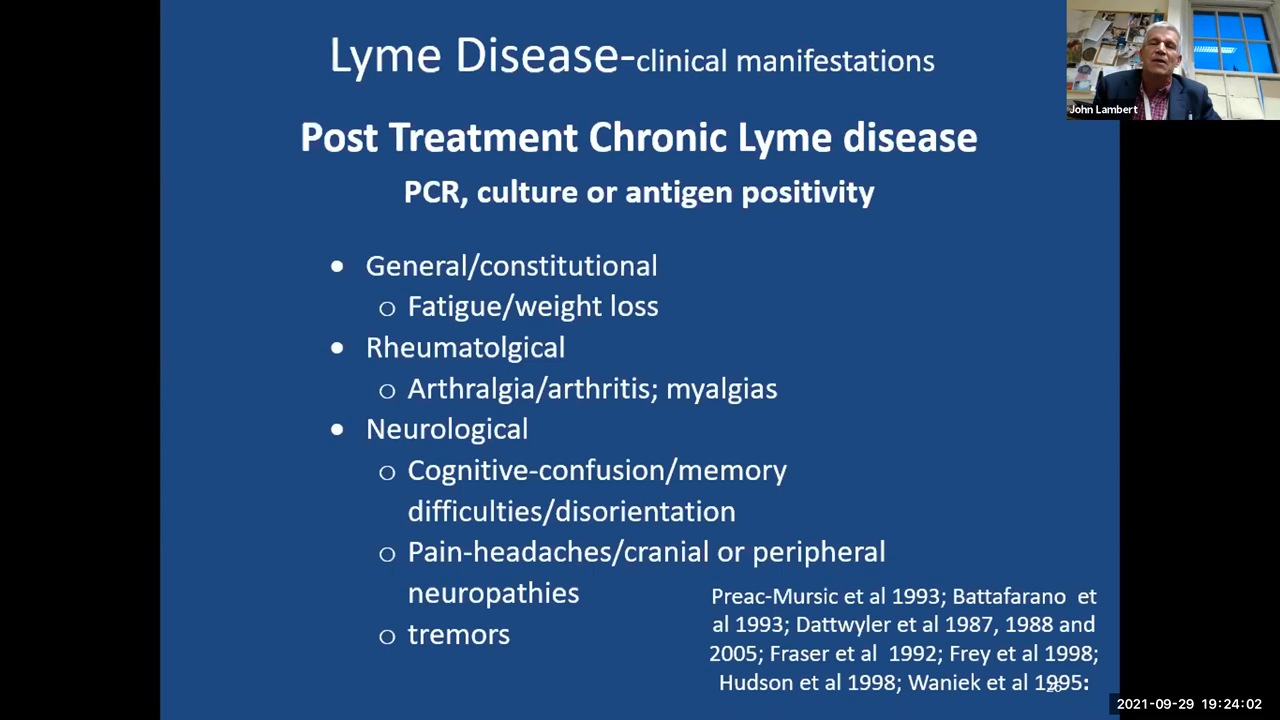 Lyme Disease-clinical manifestations
John Lambert
Post Treatment Chronic Lyme disease
PCR, culture or antigen positivity
• General/constitutional
o Fatigue/weight loss
• Rheumatolgical
o Arthralgia/arthritis; myalgias
• Neurological
o Cognitive-confusion/memory
difficulties/disorientation
o Pain-headaches/cranial or peripheral
neuropathies
o tremors
Preac-Mursic et al 1993; Battafarano et
al 1993; Dattwyler et al 1987, 1988 and
2005; Fraser et al 1992; Frey et al 1998;
Hudson et al 1998; Waniek et al 1995:
2021-09-29 19:24:02